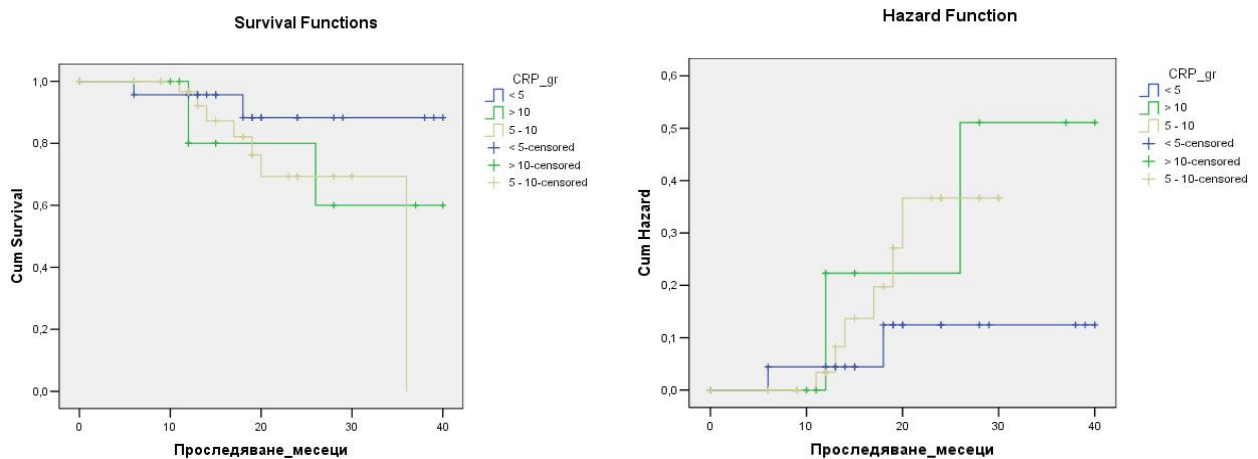 Survival Functions
Cum Survival
1,0
0,8
0,6
0,4
0,2
0,0
0
10
20
30
40
Проследяване_месеци
CRP_gr
< 5
> 10
5 - 10
< 5-censored
> 10-censored
5 - 10-censored
Hazard Function
Cum Hazard
0,6
0,5
0,4
0,3
0,2
0,1
0,0
0
10
20
30
40
Проследяване_месеци
CRP_gr
< 5
> 10
5 - 10
< 5-censored
> 10-censored
5 - 10-censored